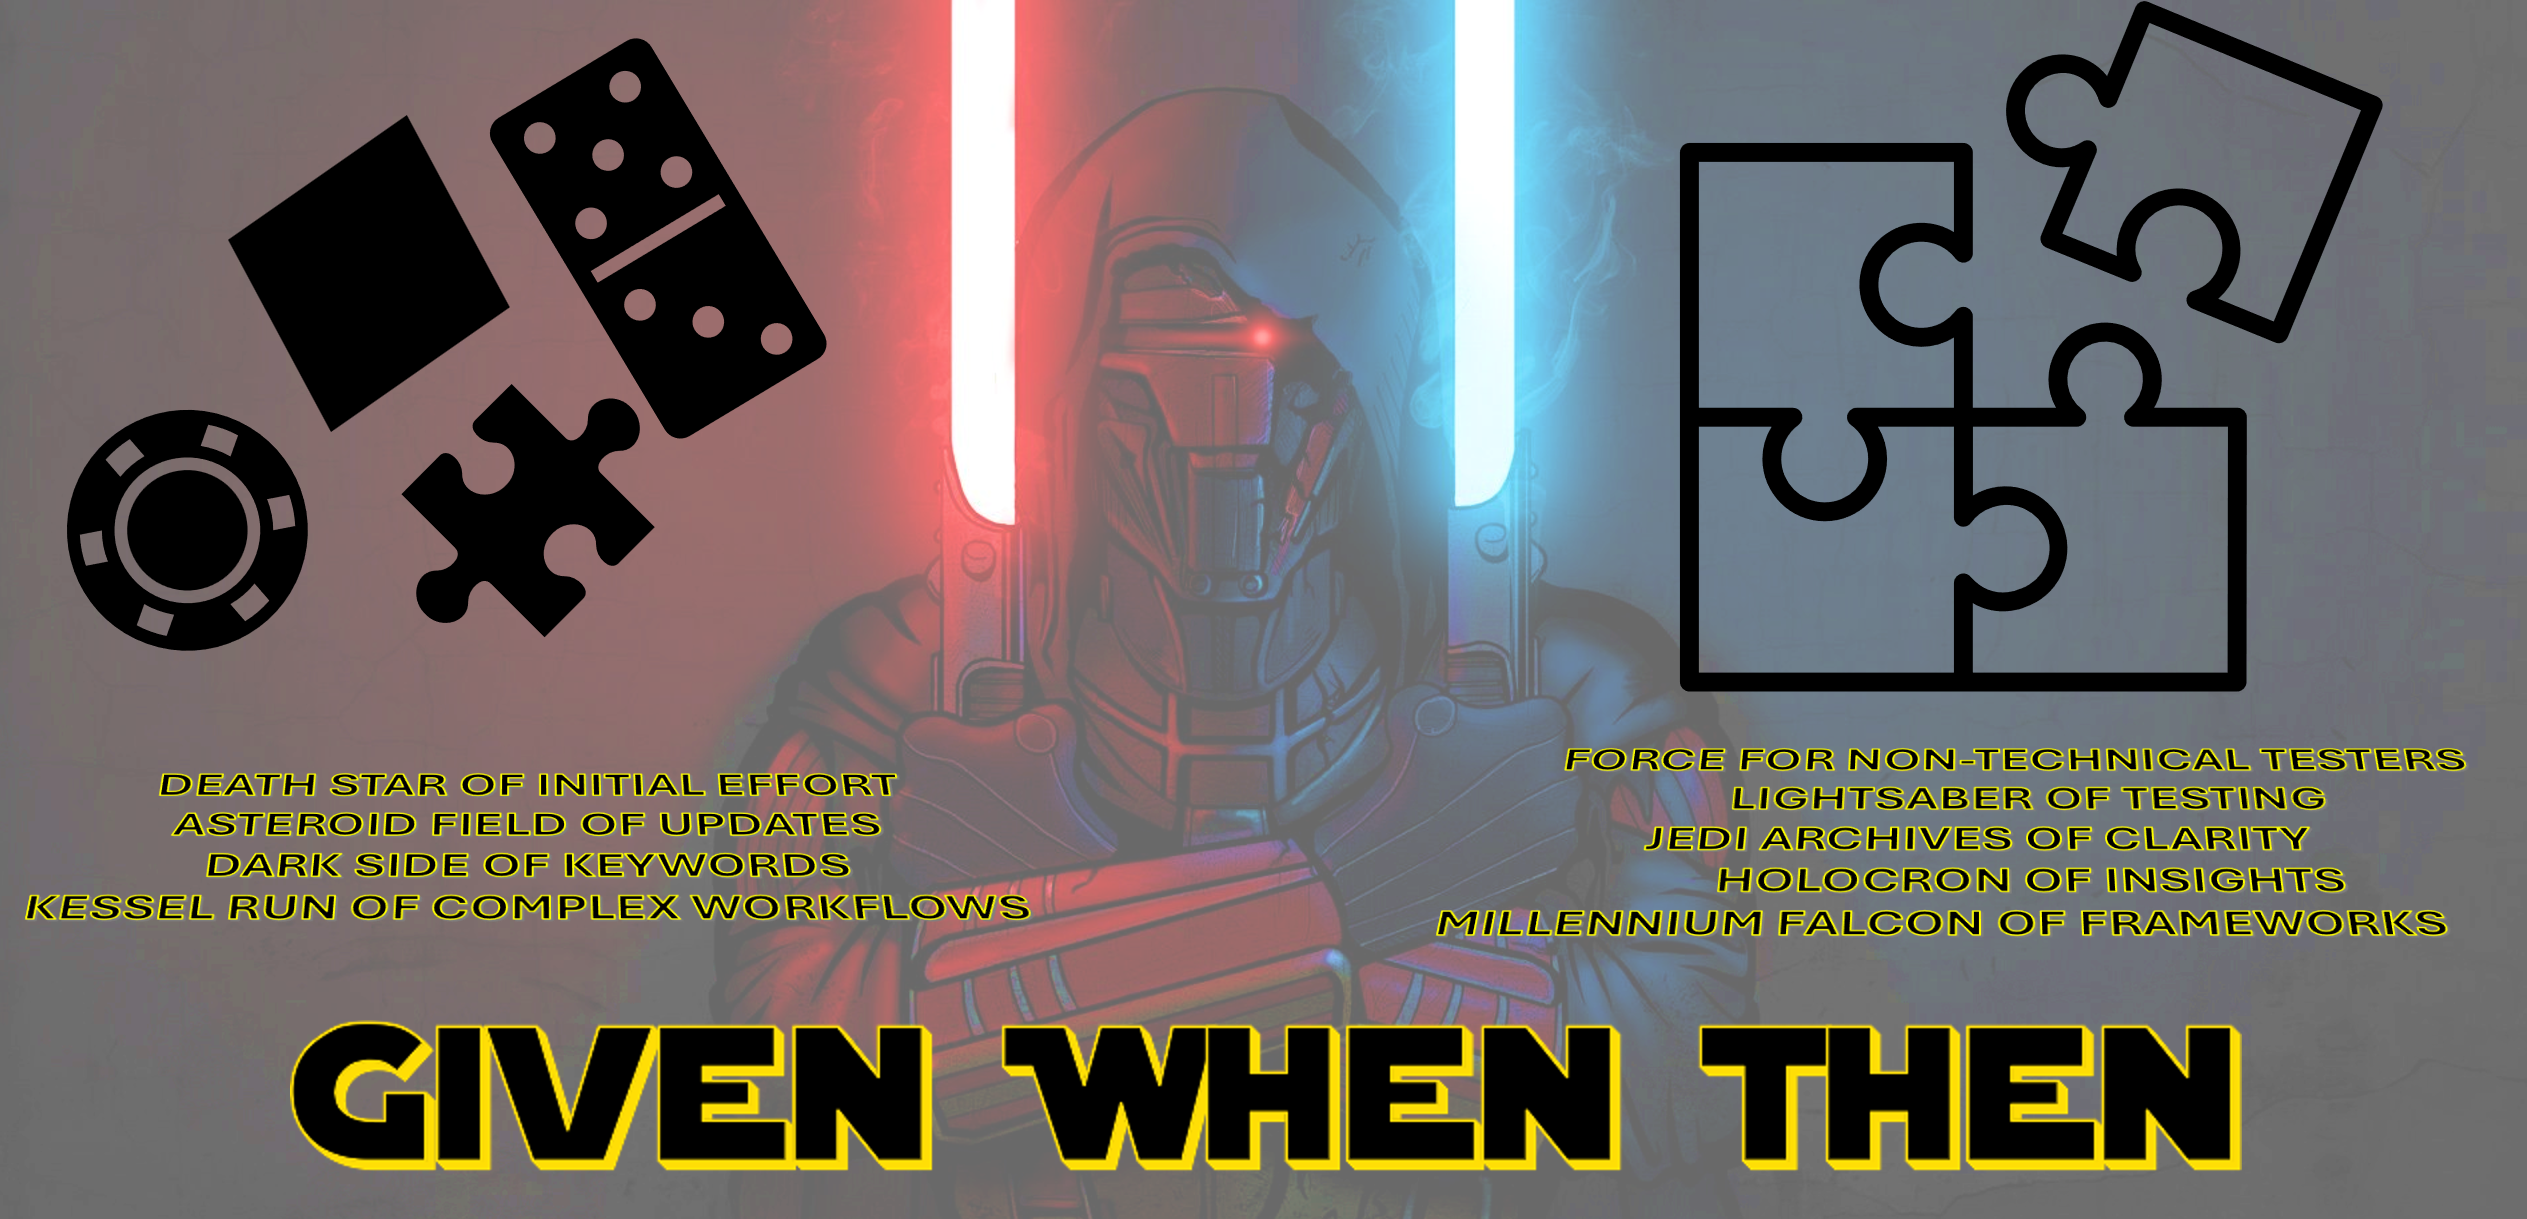 DEATH STAR OF INITIAL EFFORT
ASTEROID FIELD OF UPDATES
DARK SIDE OF KEYWORDS
KESSEL RUN OF COMPLEX WORKFLOWS
FORCE FOR NON-TECHNICAL TESTERS
LIGHTSABER OF TESTING
JEDI ARCHIVES OF CLARITY
HOLOCRON OF INSIGHTS
MILLENNIUM FALCON OF FRAMEWORKS
GIVEN WHEN THEN